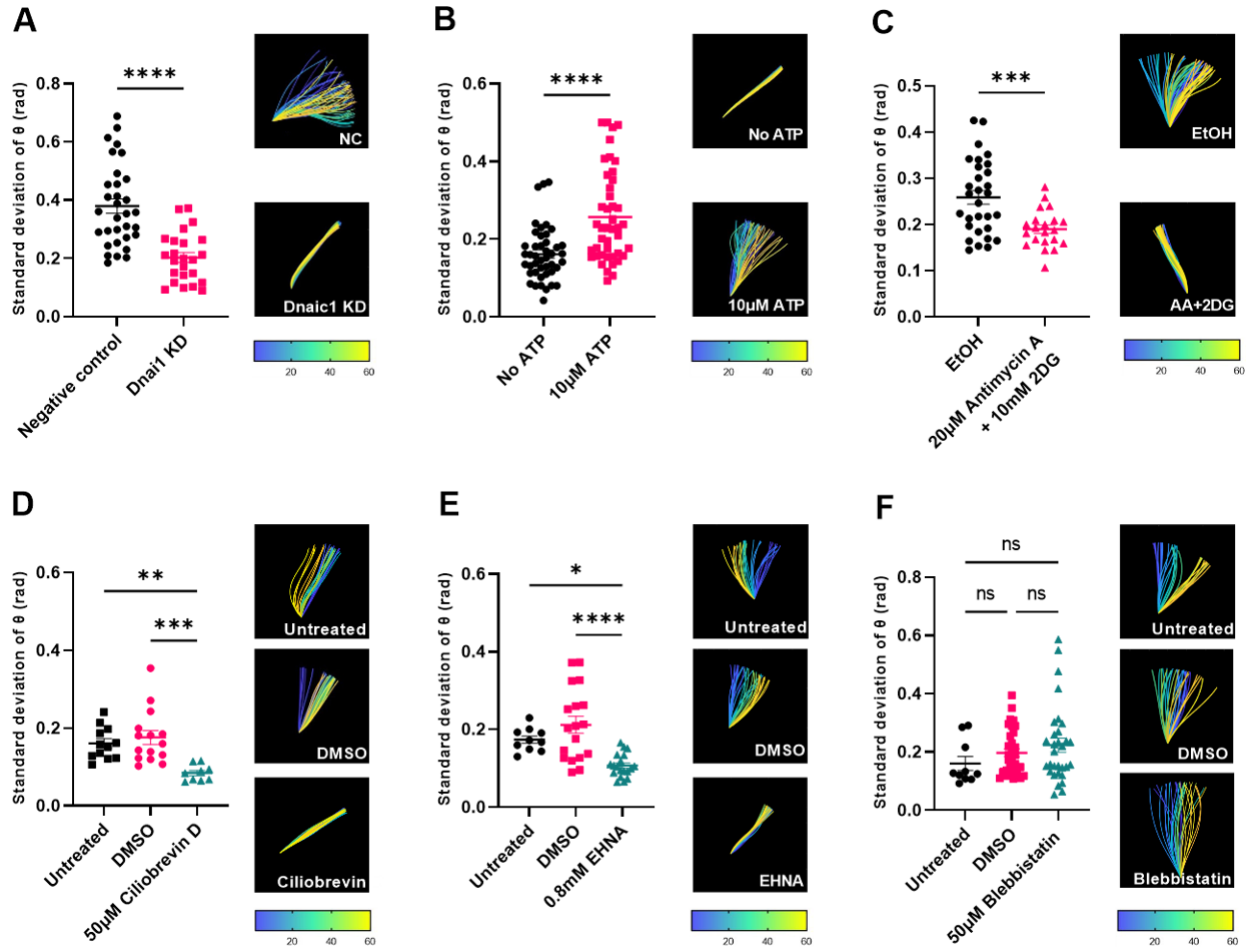 A
Standard deviation of θ (rad)
0.8
0.6
0.4
0.2
0.0
****
Negative control
Dnai1 KD
NC
Dnaic1 KD
20 40 60
B
Standard deviation of θ (rad)
0.6
0.4
0.2
0.0
****
No ATP
10µM ATP
No ATP
10µM ATP
20 40 60
C
Standard deviation of θ (rad)
0.5
0.4
0.3
0.2
0.1
0.0
***
EtOH
20µM Antimycin A
+ 10mM 2DG
EtOH
AA+2DG
20 40 60
D
Standard deviation of θ (rad)
0.6
0.4
0.2
0.0
**
***
Untreated
DMSO
50µM Ciliobrevin D
Untreated
DMSO
Ciliobrevin
20 40 60
E
Standard deviation of θ (rad)
0.6
0.4
0.2
0.0
*
****
Untreated
DMSO
0.8mM EHNA
Untreated
DMSO
EHNA
20 40 60
F
Standard deviation of θ (rad)
0.8
0.6
0.4
0.2
0.0
ns
ns ns
Untreated
DMSO
50µM Blebbistatin
Untreated
DMSO
Blebbistatin
20 40 60